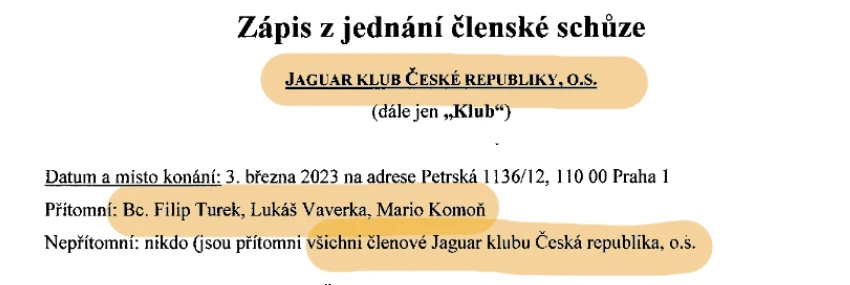 Zápis z jednání členské schůze
JAGUAR KLUB ČESKÉ REPUBLIKY, O.S.
(dále jen „Klub“)
Datum a místo konání: 3. března 2023 na adrese Petrská 1136/12, 110 00 Praha 1
Přítomní: Bc. Filip Turek, Lukáš Vaverka, Mario Komoň
Nepřítomní: nikdo (jsou přítomni všichni členové Jaguar klubu Česká republika, o.s.